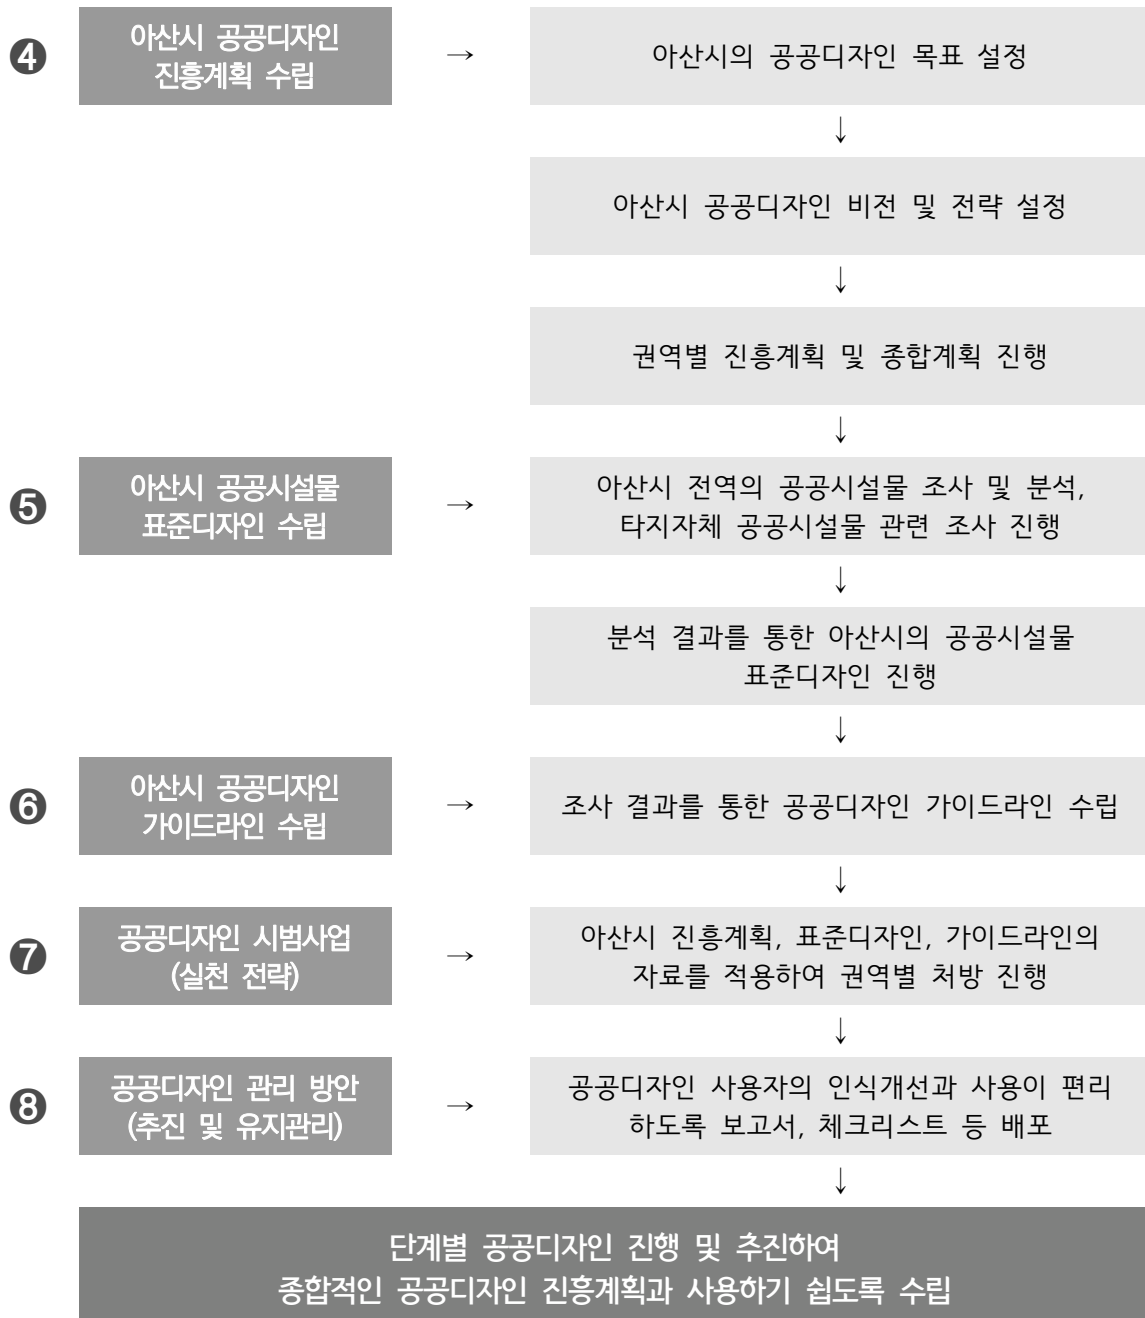 ❹
아산시 공공디자인
진흥계획 수립
→
아산시의 공공디자인 목표 설정
↓
아산시 공공디자인 비전 및 전략 설정
↓
권역별 진흥계획 및 종합계획 진행
↓
❺
아산시 공공시설물
표준디자인 수립
→
아산시 전역의 공공시설물 조사 및 분석,
타지자체 공공시설물 관련 조사 진행
↓
분석 결과를 통한 아산시의 공공시설물
표준디자인 진행
↓
❻
아산시 공공디자인
가이드라인 수립
→
조사 결과를 통한 공공디자인 가이드라인 수립
↓
❼
공공디자인 시범사업
(실천 전략)
→
아산시 진흥계획, 표준디자인, 가이드라인의
자료를 적용하여 권역별 처방 진행
↓
❽
공공디자인 관리 방안
(추진 및 유지관리)
→
공공디자인 사용자의 인식개선과 사용이 편리
하도록 보고서, 체크리스트 등 배포
↓
단계별 공공디자인 진행 및 추진하여
종합적인 공공디자인 진흥계획과 사용하기 쉽도록 수립